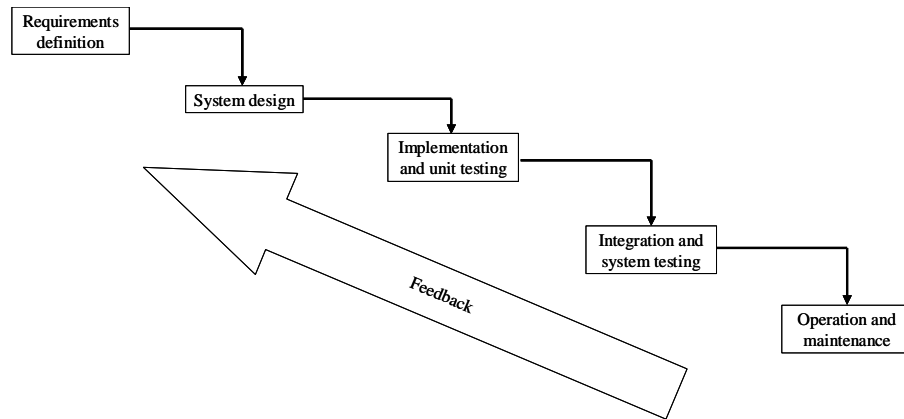 Requirements
definition
System design
Implementation
and unit testing
Integration and
system testing
Operation and
maintenance
Feedback